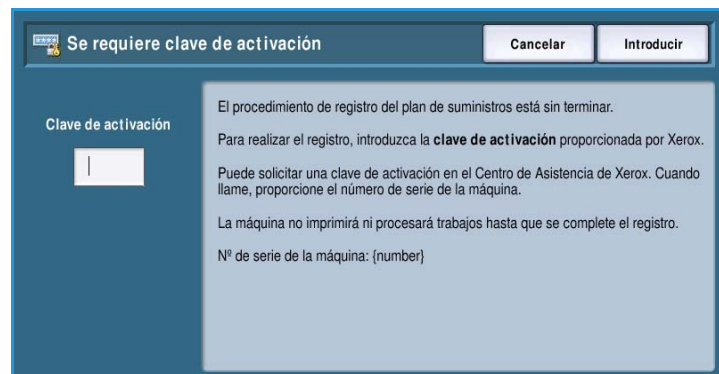 Se requiere clave de activación
Cancelar
Introducir
Clave de activación
El procedimiento de registro del plan de suministros está sin terminar.
Para realizar el registro, introduzca la clave de activación proporcionada por Xerox.
Puede solicitar una clave de activación en el Centro de Asistencia de Xerox. Cuando
llame, proporcione el número de serie de la máquina.
La máquina no imprimirá ni procesará trabajos hasta que se complete el registro.
Nº de serie de la máquina: {number}